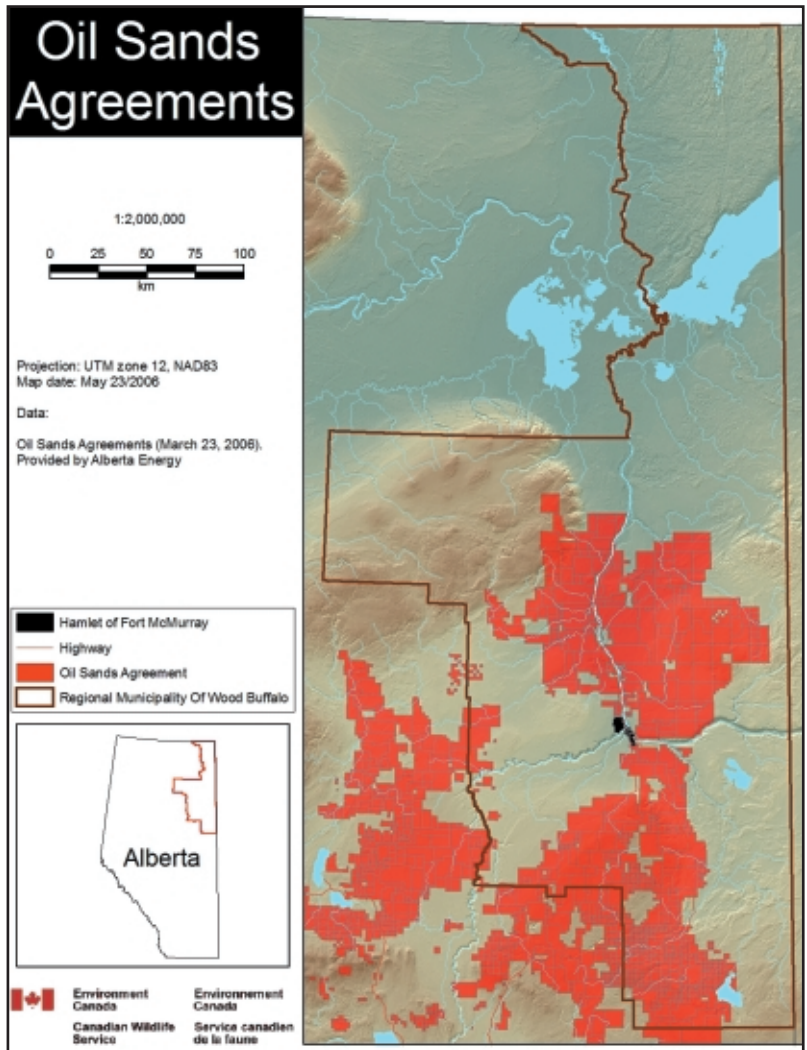 Oil Sands
Agreements
1:2,000,000
0 25 50 75 100
km
Projection: UTM zone 12, NAD83
Map date: May 23/2006
Data:
Oil Sands Agreements (March 23, 2006).
Provided by Alberta Energy
Hamlet of Fort McMurray
Highway
Oil Sands Agreement
Regional Municipality Of Wood Buffalo
Alberta
Environment
Canada
Canadian Wildlife
Service
Environnement
Canada
Service canadien
de la faune